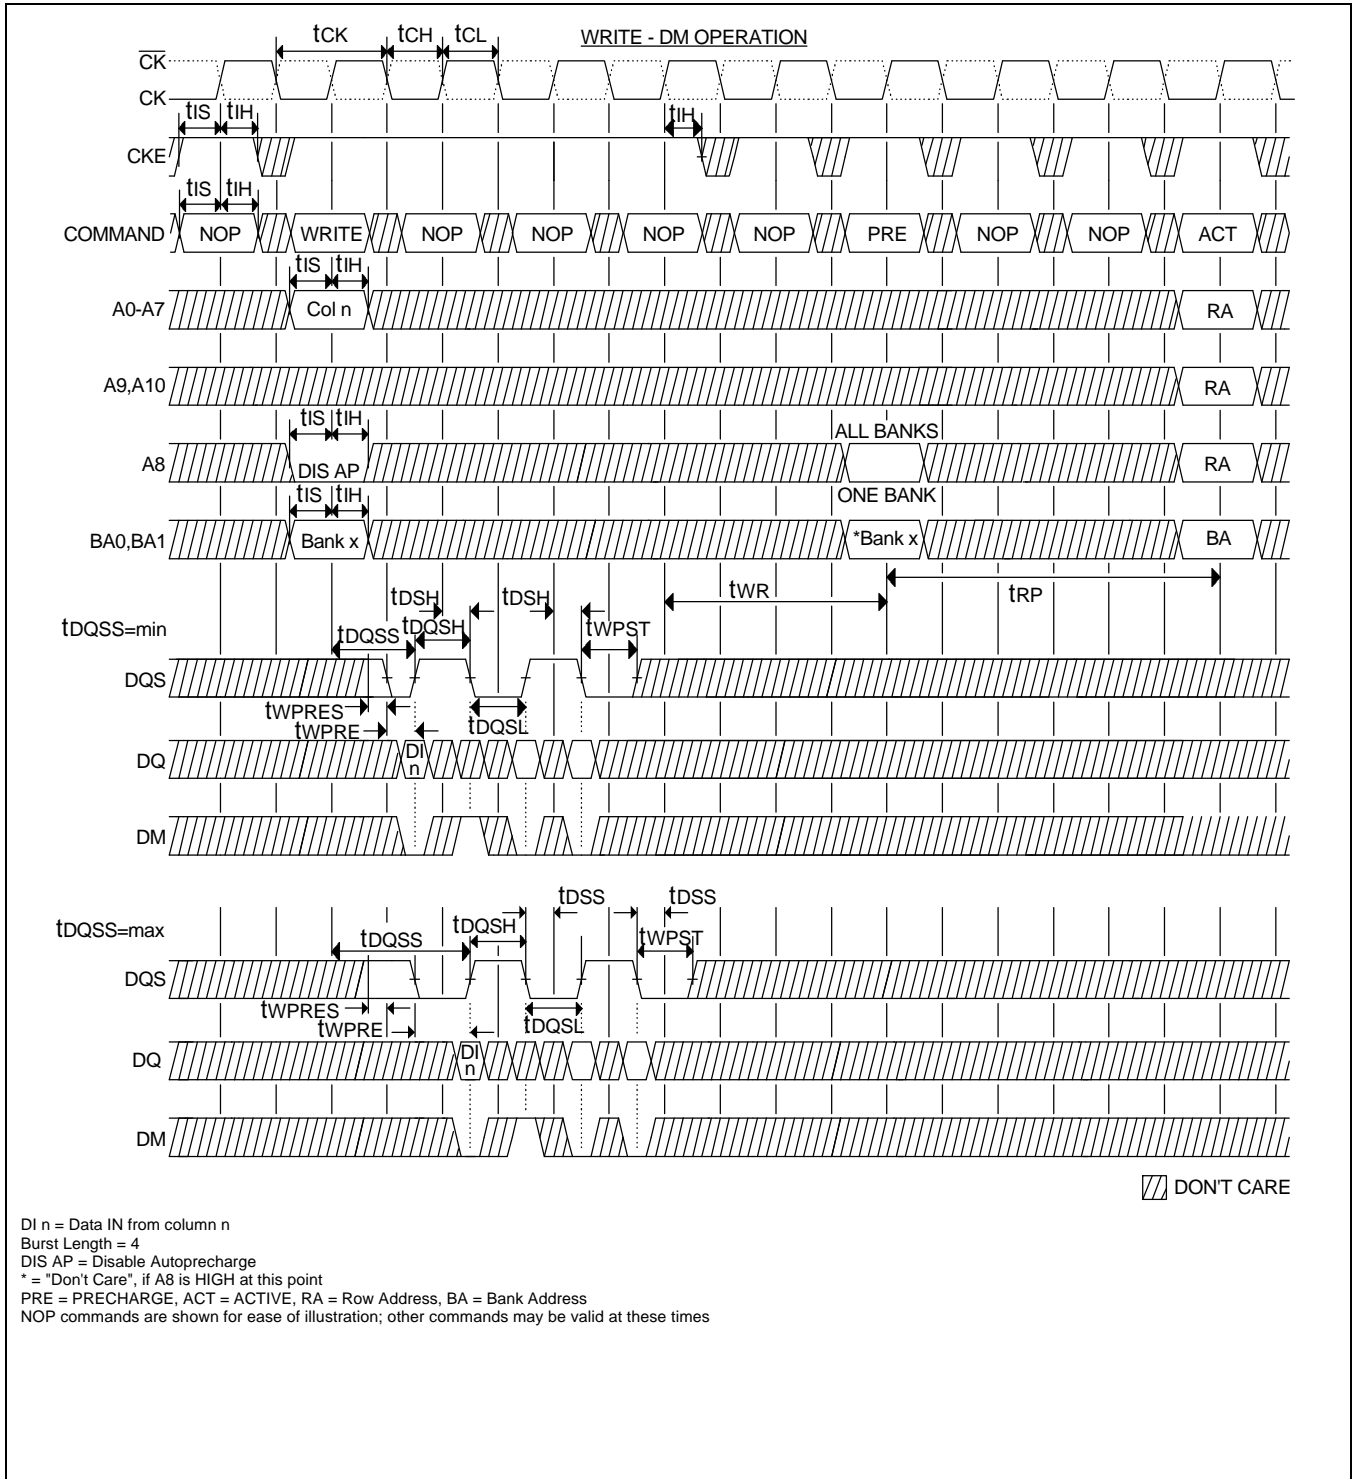 WRITE - DM OPERATION
tCK tCH tCL
CK
CK
tIS tIH tIH
CKE
tIS tIH
COMMAND NOP WRITE NOP NOP NOP NOP PRE NOP NOP ACT
tIS tIH
A0-A7 Col n RA
A9,A10 RA
tIS tIH ALL BANKS
A8 DIS AP RA
tIS tIH ONE BANK
BA0,BA1 Bank x *Bank x BA
tWR tRP
tDSH tDSH
tDQSS=min tDQSS tDQSH tWPST
DQS
tWPRES tDQSL
tWPRE
DQ DI n
DM
tDSS tDSS
tDQSS=max tDQSS tDQSH tWPST
DQS
tWPRES tDQSL
tWPRE
DQ DI n
DM
DON'T CARE
DI n = Data IN from column n
Burst Length = 4
DIS AP = Disable Autoprecharge
* = "Don't Care", if A8 is HIGH at this point
PRE = PRECHARGE, ACT = ACTIVE, RA = Row Address, BA = Bank Address
NOP commands are shown for ease of illustration; other commands may be valid at these times